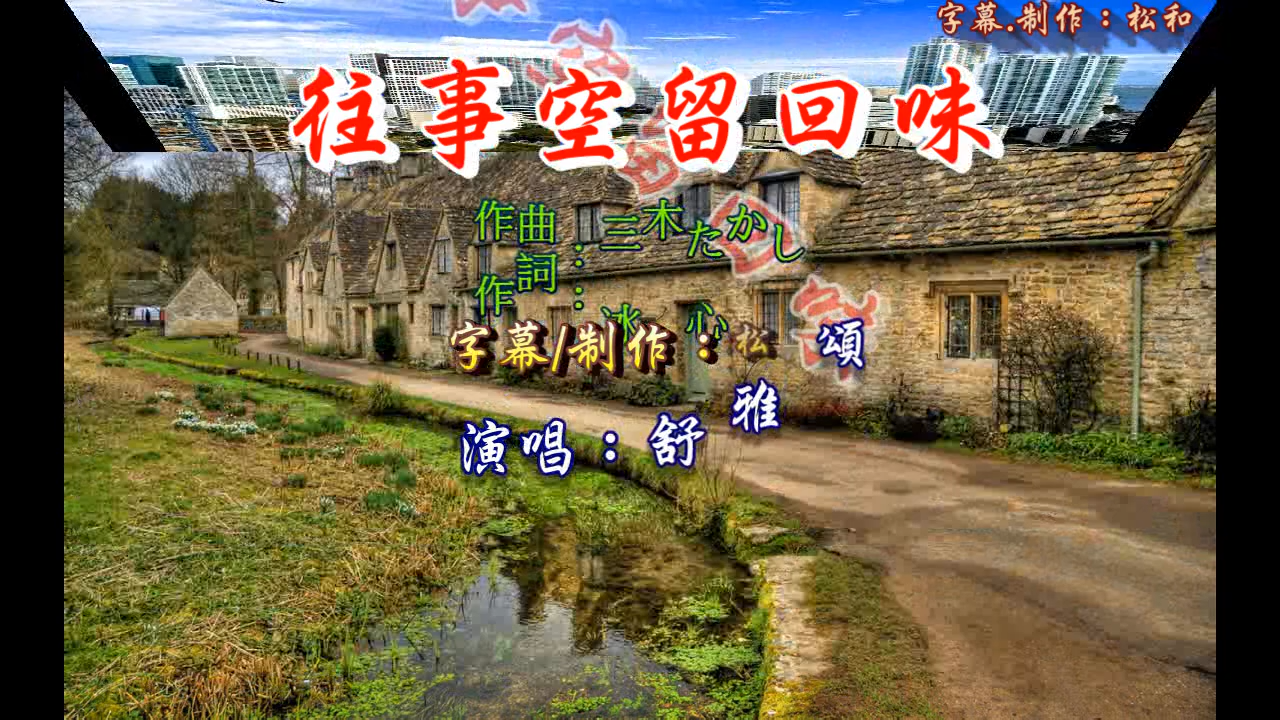 字幕.制作：松和
往事空留回味
作曲：三木たかし
作詞：冰心
字幕/制作：松
演唱：舒雅頌